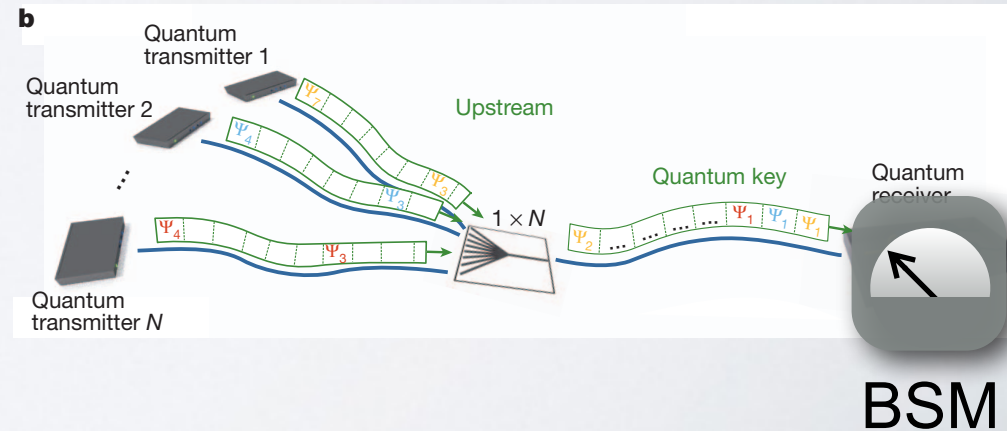 b
Quantum
transmitter 1
Quantum
transmitter 2
Ψ7
Upstream
Ψ4
Ψ3
Ψ3
Quantum key
Quantum
receiver
1 × N
Ψ4
Ψ3
Ψ2 ... ... ... ... Ψ1 Ψ1 Ψ1
Quantum
transmitter N
BSM